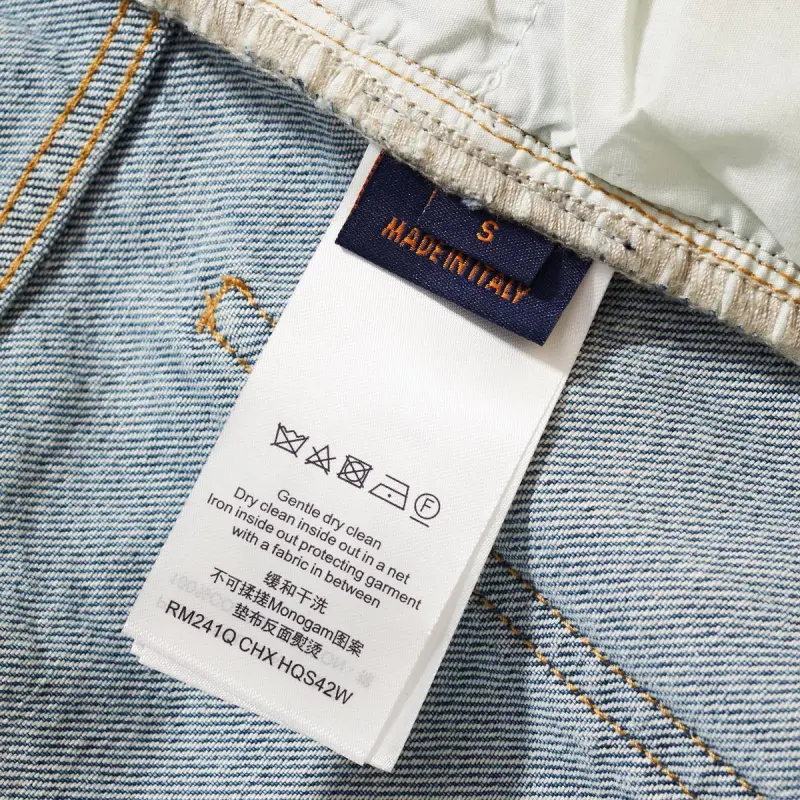 S
MADE IN ITALY
F
Gentle dry clean
Dry clean inside out in a net
Iron inside out protecting garment
with a fabric in between
缓和干洗
不可揉搓Monogam图案
垫布反面熨烫
RM241Q CHX HQS42W